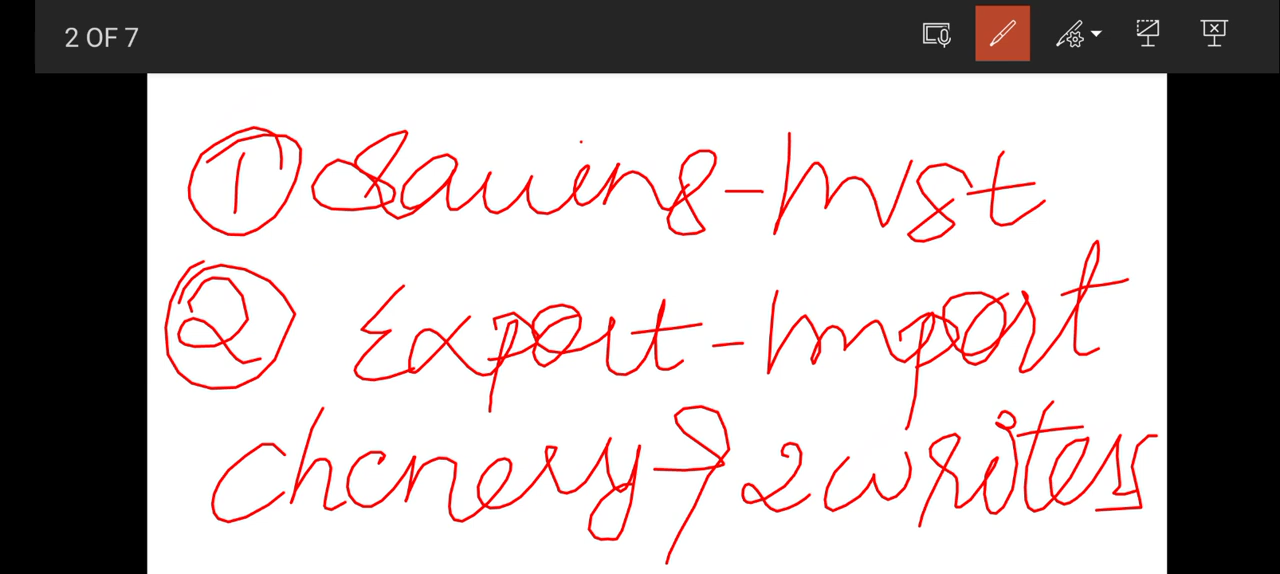 2 OF 7
① Saving - Invst
② Export - Import
Chenery → 2 writers